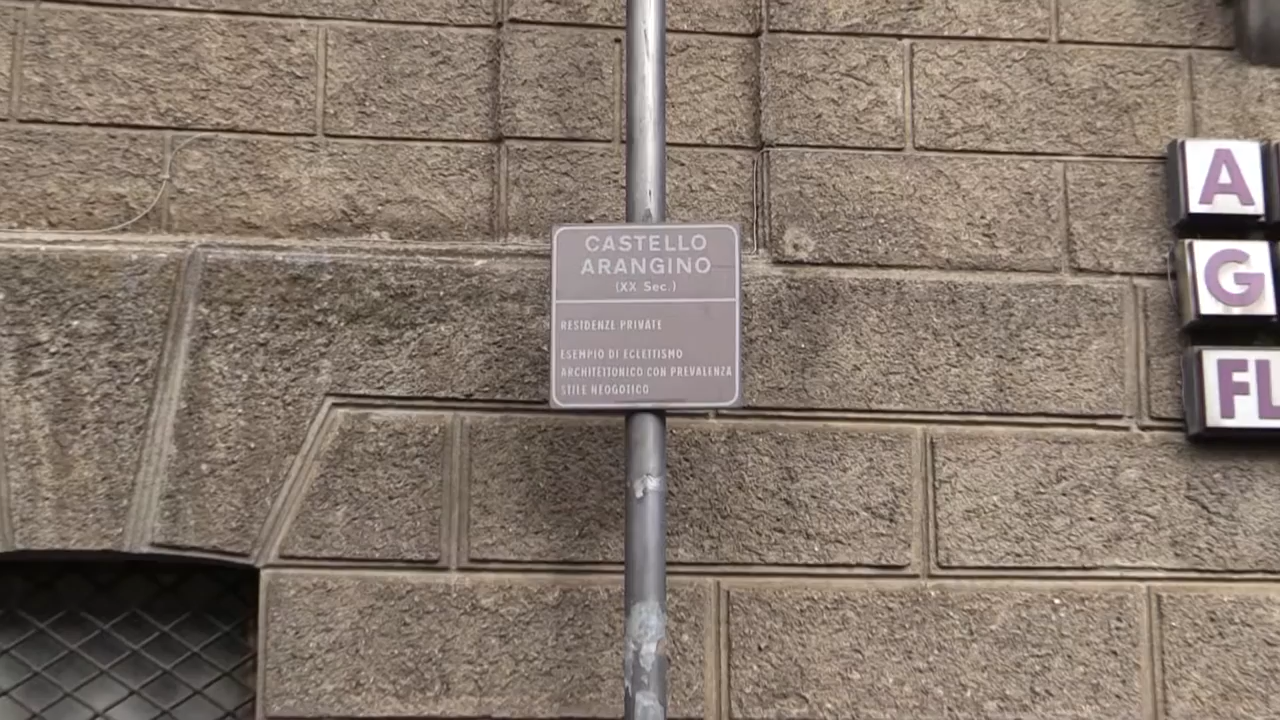 CASTELLO
ARANGINO
(XX Sec.)
RESIDENZE PRIVATE
ESEMPIO DI ECLETTISMO
ARCHITETTONICO CON PREVALENZA
STILE NEOGOTICO
A
G
FL